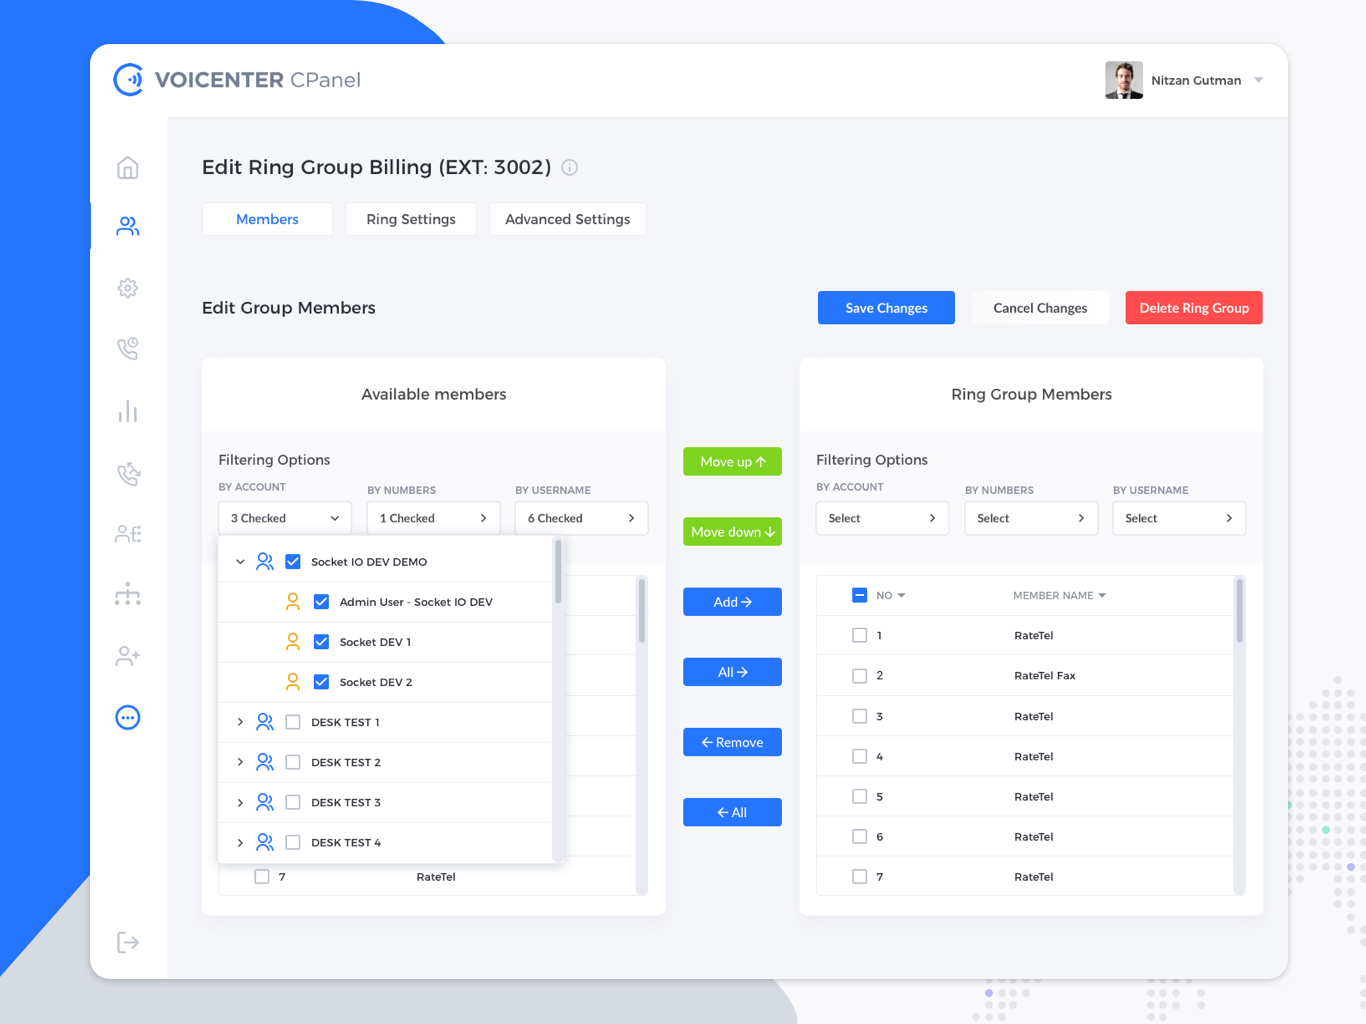 VOICENTER CPanel
Nitzan Gutman
Edit Ring Group Billing (EXT: 3002)
Members
Ring Settings
Advanced Settings
Edit Group Members
Save Changes
Cancel Changes
Delete Ring Group
Available members
Filtering Options
BY ACCOUNT
BY NUMBERS
BY USERNAME
3 Checked
1 Checked
6 Checked
Socket IO DEV DEMO
Admin User - Socket IO DEV
Socket DEV 1
Socket DEV 2
DESK TEST 1
DESK TEST 2
DESK TEST 3
DESK TEST 4
7 RateTel
Move up ↑
Move down ↓
Add →
All →
← Remove
← All
Ring Group Members
Filtering Options
BY ACCOUNT
BY NUMBERS
BY USERNAME
Select
Select
Select
NO MEMBER NAME
1 RateTel
2 RateTel Fax
3 RateTel
4 RateTel
5 RateTel
6 RateTel
7 RateTel